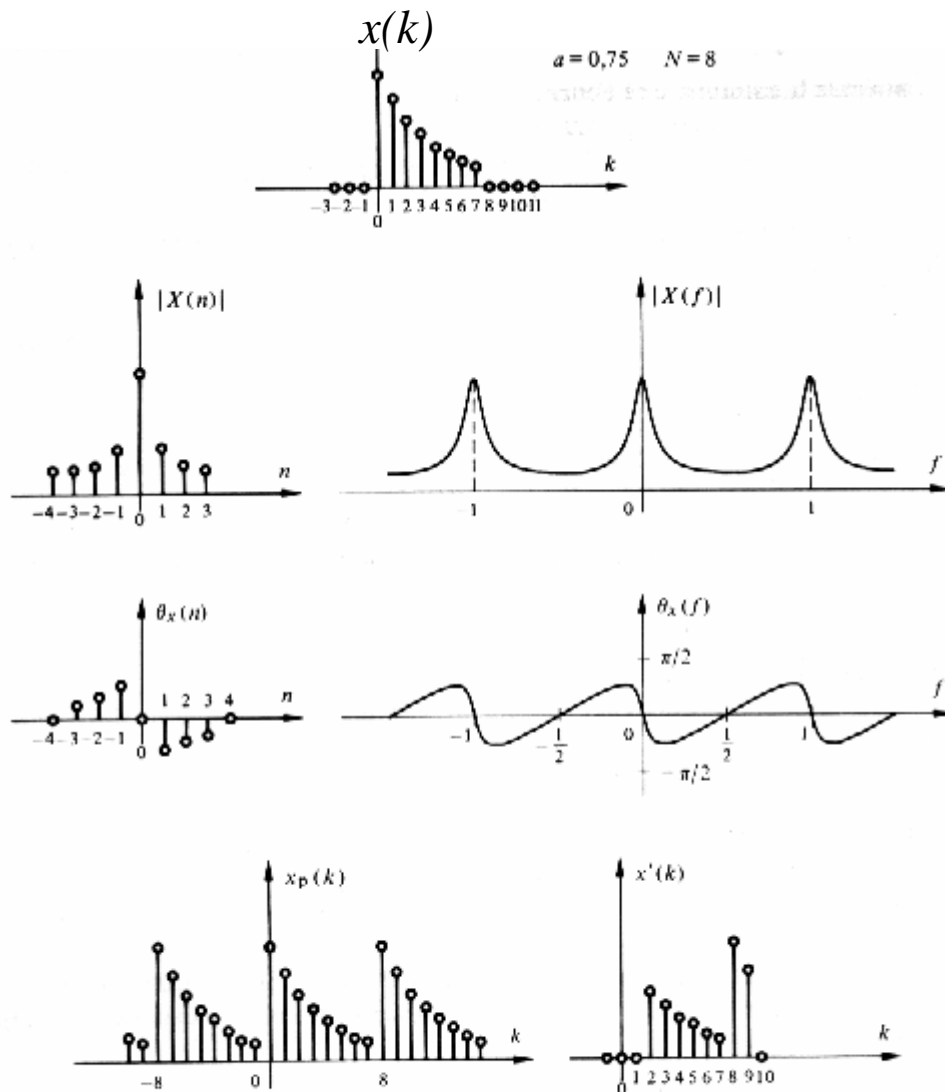 x(k)
a = 0,75 N = 8
k
−3 −2 −1 0 1 2 3 4 5 6 7 8 9 10 11
|X(n)|
n
−4 −3 −2 −1 0 1 2 3
|X(f)|
f
−1 0 1
θx(n)
n
−4 −3 −2 −1 0 1 2 3 4
θx(f)
π/2
f
−1 −1/2 0 1/2 1
− π/2
xp(k)
k
−8 0 8
x'(k)
k
0 1 2 3 4 5 6 7 8 9 10